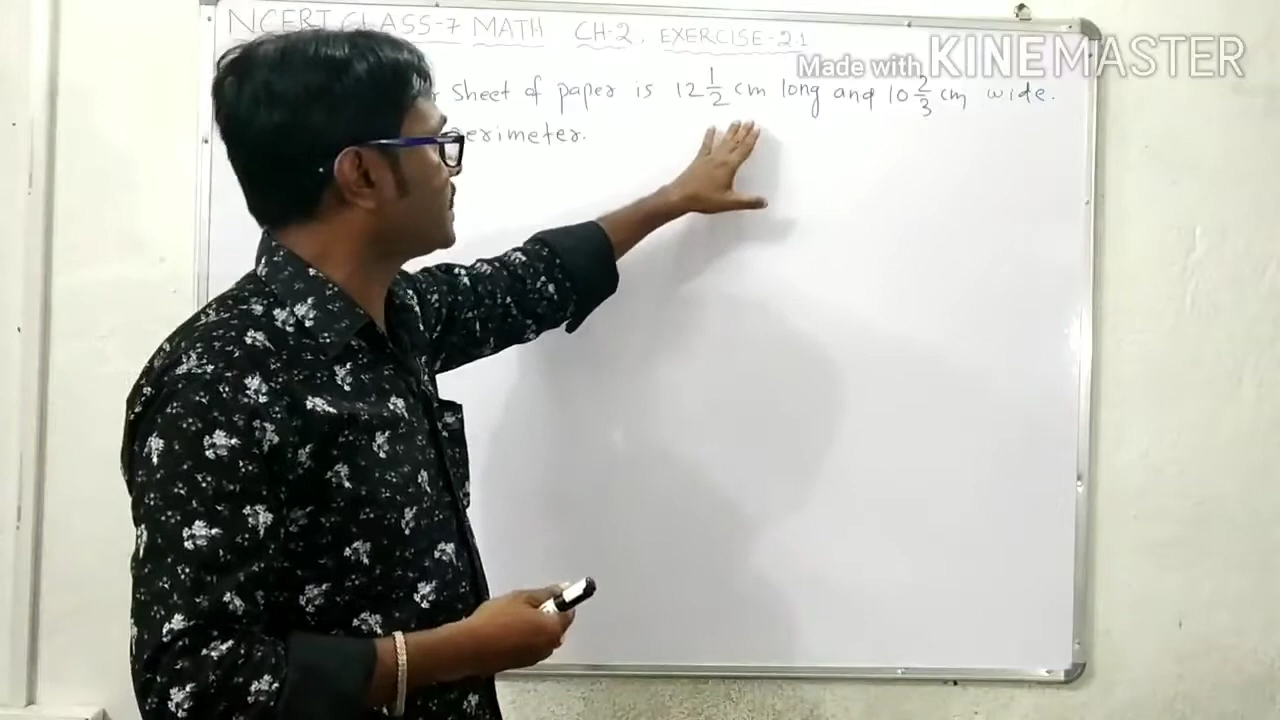 NCERT CLASS-7 MATH CH-2. EXERCISE-2.1
Made with KINEMASTER
Sheet of paper is 12 1/2 cm long and 10 2/3 cm wide.
perimeter.